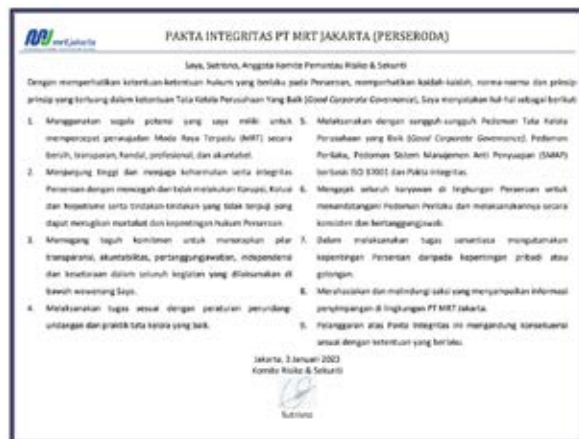 mrt jakarta
PAKTA INTEGRITAS PT MRT JAKARTA (PERSERODA)
Saya, Sutrisno, Anggota Komite Pemantau Risiko & Sekuriti
Dengan memperhatikan ketentuan-ketentuan hukum yang berlaku pada Perseroan, memperhatikan kaidah-kaidah, norma-norma dan prinsip-
prinsip yang tertuang dalam ketentuan Tata Kelola Perusahaan Yang Baik (Good Corporate Governance), Saya menyatakan hal-hal sebagai berikut:
1. Menggunakan segala potensi yang saya miliki untuk
mempercepat perwujudan Moda Raya Terpadu (MRT) secara
bersih, transparan, handal, profesional, dan akuntabel.
2. Menjunjung tinggi dan menjaga kehormatan serta integritas
Perseroan dengan mencegah dan tidak melakukan Korupsi, Kolusi
dan Nepotisme serta tindakan-tindakan yang tidak terpuji yang
dapat merugikan martabat dan kepentingan hukum Perseroan.
3. Memegang teguh komitmen untuk menerapkan pilar
transparansi, akuntabilitas, pertanggungjawaban, independensi
dan kesetaraan dalam seluruh kegiatan yang dilaksanakan di
bawah wewenang Saya.
4. Melaksanakan tugas sesuai dengan peraturan perundang-
undangan dan praktik tata kelola yang baik.
5. Melaksanakan dengan sungguh-sungguh Pedoman Tata Kelola
Perusahaan yang Baik (Good Corporate Governance), Pedoman
Perilaku, Pedoman Sistem Manajemen Anti Penyuapan (SMAP)
berbasis ISO 37001 dan Pakta Integritas.
6. Mengajak seluruh karyawan di lingkungan Perseroan untuk
menandatangani Pedoman Perilaku dan melaksanakannya secara
konsisten dan bertanggungjawab.
7. Dalam melaksanakan tugas senantiasa mengutamakan
kepentingan Perseroan daripada kepentingan pribadi atau
golongan.
8. Merahasiakan dan melindungi saksi yang menyampaikan informasi
penyimpangan di lingkungan PT MRT Jakarta.
9. Pelanggaran atas Pakta Integritas ini mengandung konsekuensi
sesuai dengan ketentuan yang berlaku.
Jakarta, 3 Januari 2023
Komite Risiko & Sekuriti
Sutrisno